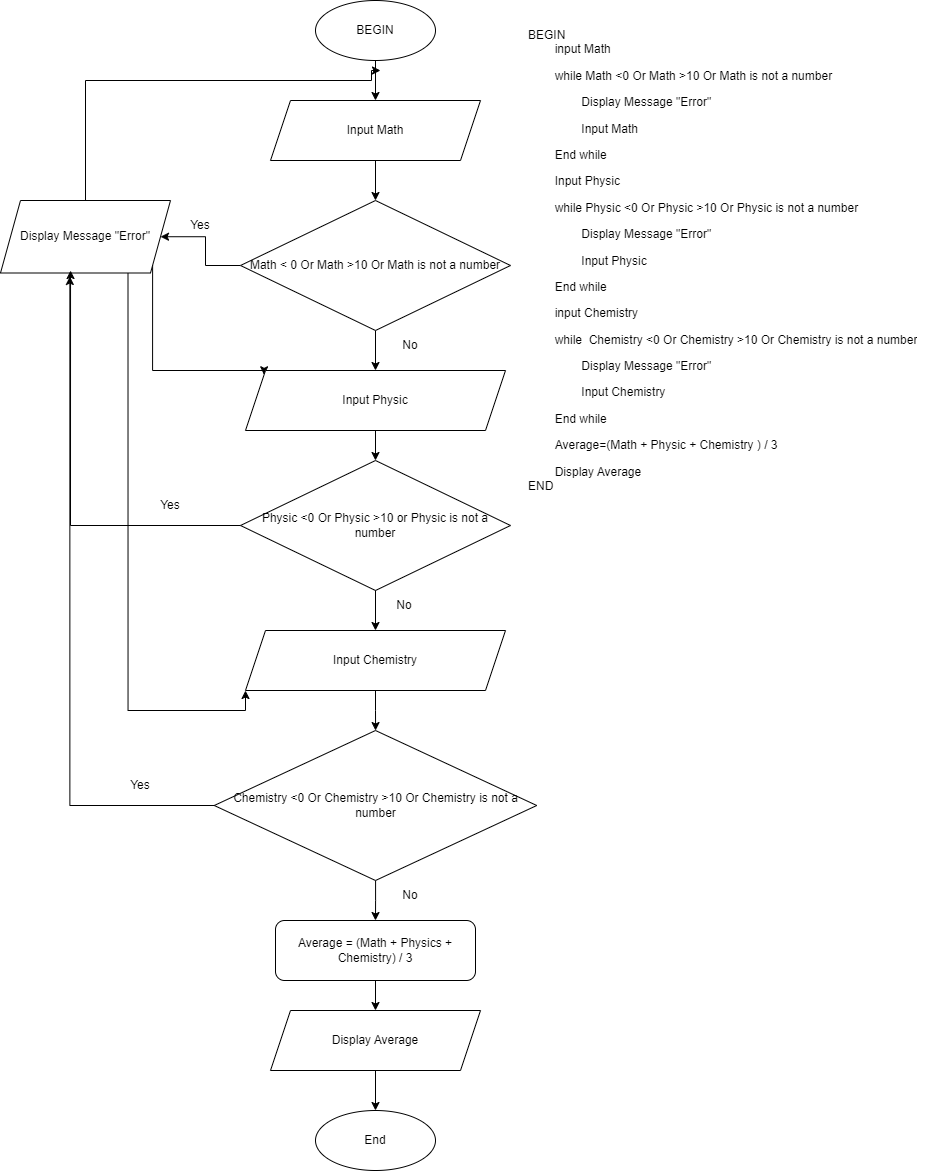 BEGIN
Input Math
Display Message "Error"
Yes
Math < 0 Or Math >10 Or Math is not a number
No
Input Physic
Yes
Physic <0 Or Physic >10 or Physic is not a
number
No
Input Chemistry
Yes
Chemistry <0 Or Chemistry >10 Or Chemistry is not a
number
No
Average = (Math + Physics +
Chemistry) / 3
Display Average
End
BEGIN
input Math
while Math <0 Or Math >10 Or Math is not a number
Display Message "Error"
Input Math
End while
Input Physic
while Physic <0 Or Physic >10 Or Physic is not a number
Display Message "Error"
Input Physic
End while
input Chemistry
while  Chemistry <0 Or Chemistry >10 Or Chemistry is not a number
Display Message "Error"
Input Chemistry
End while
Average=(Math + Physic + Chemistry ) / 3
Display Average
END